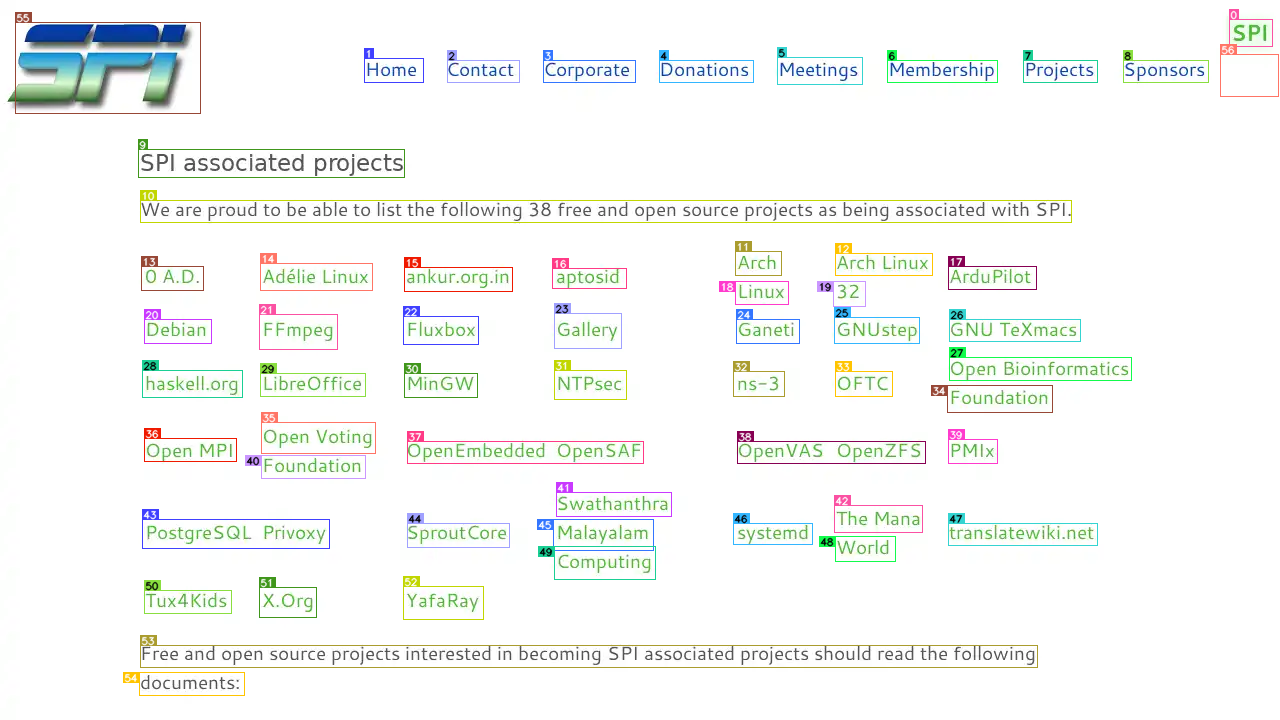 SPI
SPI
Home Contact Corporate Donations Meetings Membership Projects Sponsors
SPI associated projects
We are proud to be able to list the following 38 free and open source projects as being associated with SPI.
0 A.D. Adélie Linux ankur.org.in aptosid Arch Linux Arch Linux 32 ArduPilot
Debian FFmpeg Fluxbox Gallery Ganeti GNUstep GNU TeXmacs
haskell.org LibreOffice MinGW NTPsec ns-3 OFTC Open Bioinformatics Foundation
Open MPI Open Voting Foundation OpenEmbedded OpenSAF OpenVAS OpenZFS PMIx
PostgreSQL Privoxy SproutCore Swathanthra Malayalam Computing systemd The Mana World translatewiki.net
Tux4Kids X.Org YafaRay
Free and open source projects interested in becoming SPI associated projects should read the following
documents: